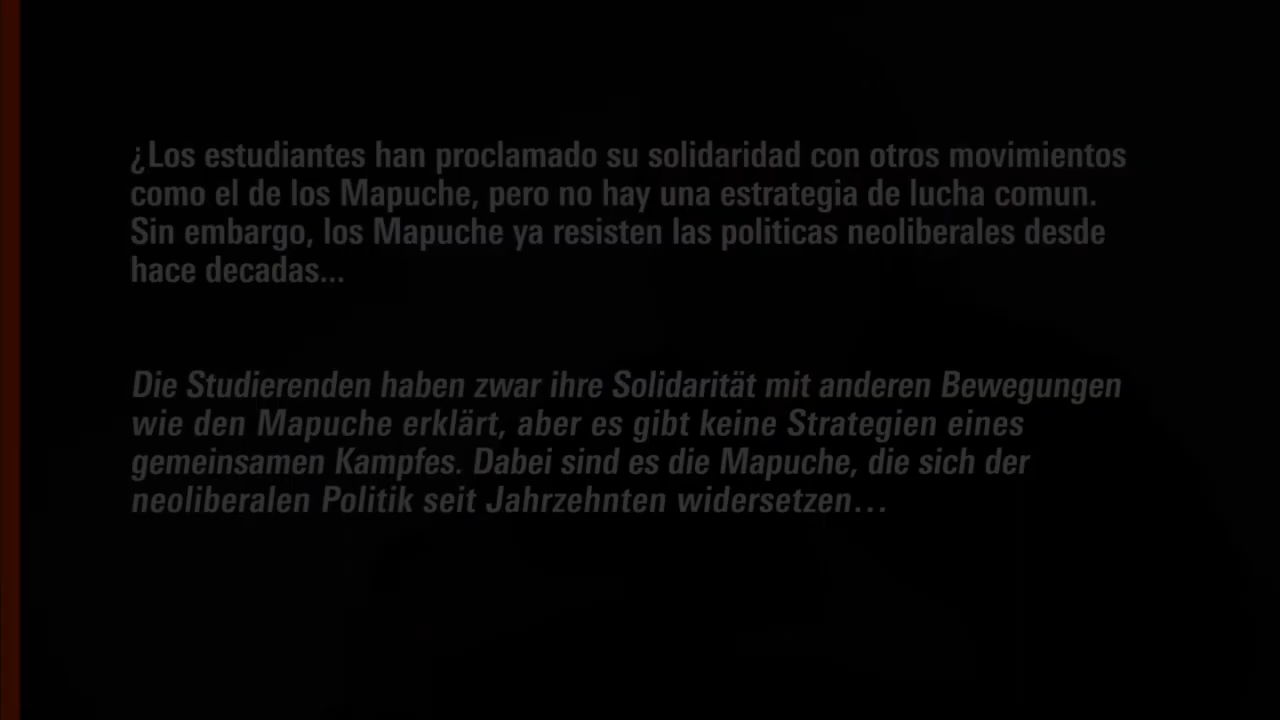 ¿Los estudiantes han proclamado su solidaridad con otros movimientos
como el de los Mapuche, pero no hay una estrategia de lucha comun.
Sin embargo, los Mapuche ya resisten las politicas neoliberales desde
hace decadas...
Die Studierenden haben zwar ihre Solidarität mit anderen Bewegungen
wie den Mapuche erklärt, aber es gibt keine Strategien eines
gemeinsamen Kampfes. Dabei sind es die Mapuche, die sich der
neoliberalen Politik seit Jahrzehnten widersetzen…